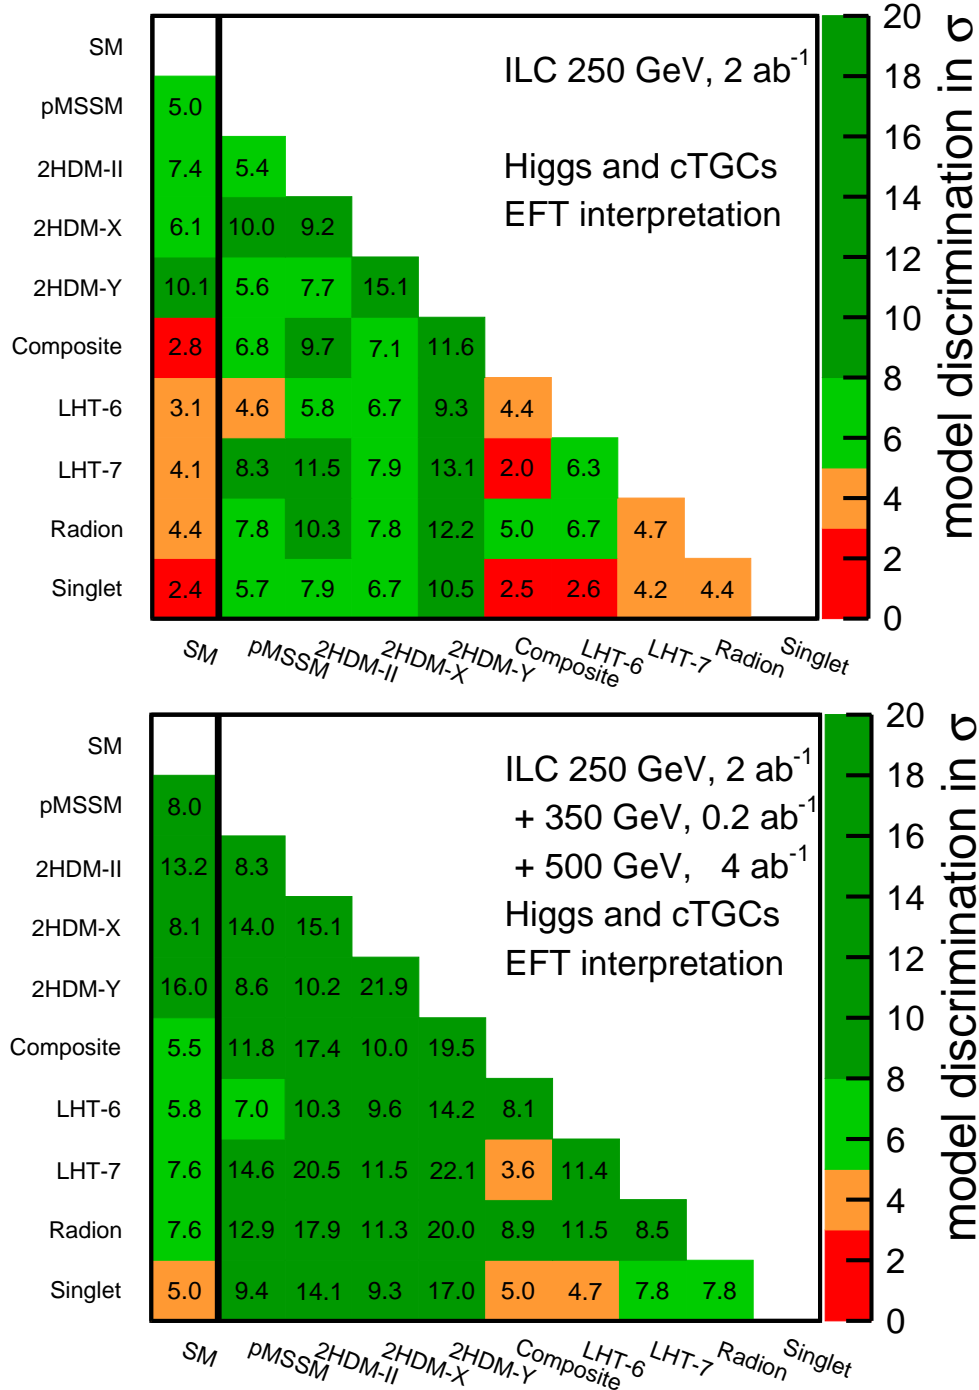 SM
ILC 250 GeV, 2 ab-1
pMSSM 5.0
2HDM-II 7.4 5.4
Higgs and cTGCs
2HDM-X 6.1 10.0 9.2
EFT interpretation
2HDM-Y 10.1 5.6 7.7 15.1
Composite 2.8 6.8 9.7 7.1 11.6
LHT-6 3.1 4.6 5.8 6.7 9.3 4.4
LHT-7 4.1 8.3 11.5 7.9 13.1 2.0 6.3
Radion 4.4 7.8 10.3 7.8 12.2 5.0 6.7 4.7
Singlet 2.4 5.7 7.9 6.7 10.5 2.5 2.6 4.2 4.4
SM pMSSM 2HDM-II 2HDM-X 2HDM-Y Composite LHT-6 LHT-7 Radion Singlet
20
18
16
14
12
10
8
6
4
2
0
model discrimination in σ
SM
ILC 250 GeV, 2 ab-1
pMSSM 8.0
+ 350 GeV, 0.2 ab-1
2HDM-II 13.2 8.3
+ 500 GeV, 4 ab-1
2HDM-X 8.1 14.0 15.1
Higgs and cTGCs
EFT interpretation
2HDM-Y 16.0 8.6 10.2 21.9
Composite 5.5 11.8 17.4 10.0 19.5
LHT-6 5.8 7.0 10.3 9.6 14.2 8.1
LHT-7 7.6 14.6 20.5 11.5 22.1 3.6 11.4
Radion 7.6 12.9 17.9 11.3 20.0 8.9 11.5 8.5
Singlet 5.0 9.4 14.1 9.3 17.0 5.0 4.7 7.8 7.8
SM pMSSM 2HDM-II 2HDM-X 2HDM-Y Composite LHT-6 LHT-7 Radion Singlet
20
18
16
14
12
10
8
6
4
2
0
model discrimination in σ